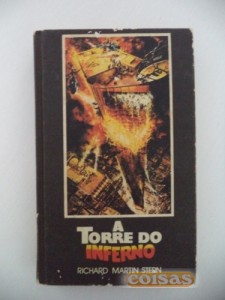 A
TORRE DO
INFERNO
RICHARD MARTIN STERN
coisas